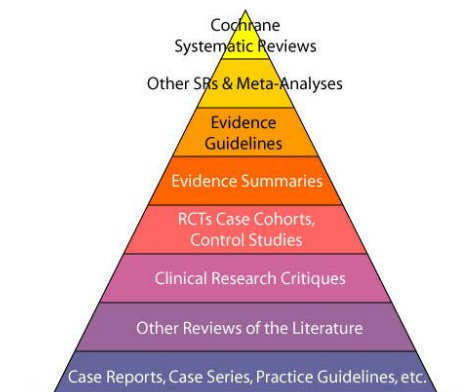 Cochrane
Systematic Reviews
Other SRs & Meta-Analyses
Evidence
Guidelines
Evidence Summaries
RCTs Case Cohorts,
Control Studies
Clinical Research Critiques
Other Reviews of the Literature
Case Reports, Case Series, Practice Guidelines, etc.